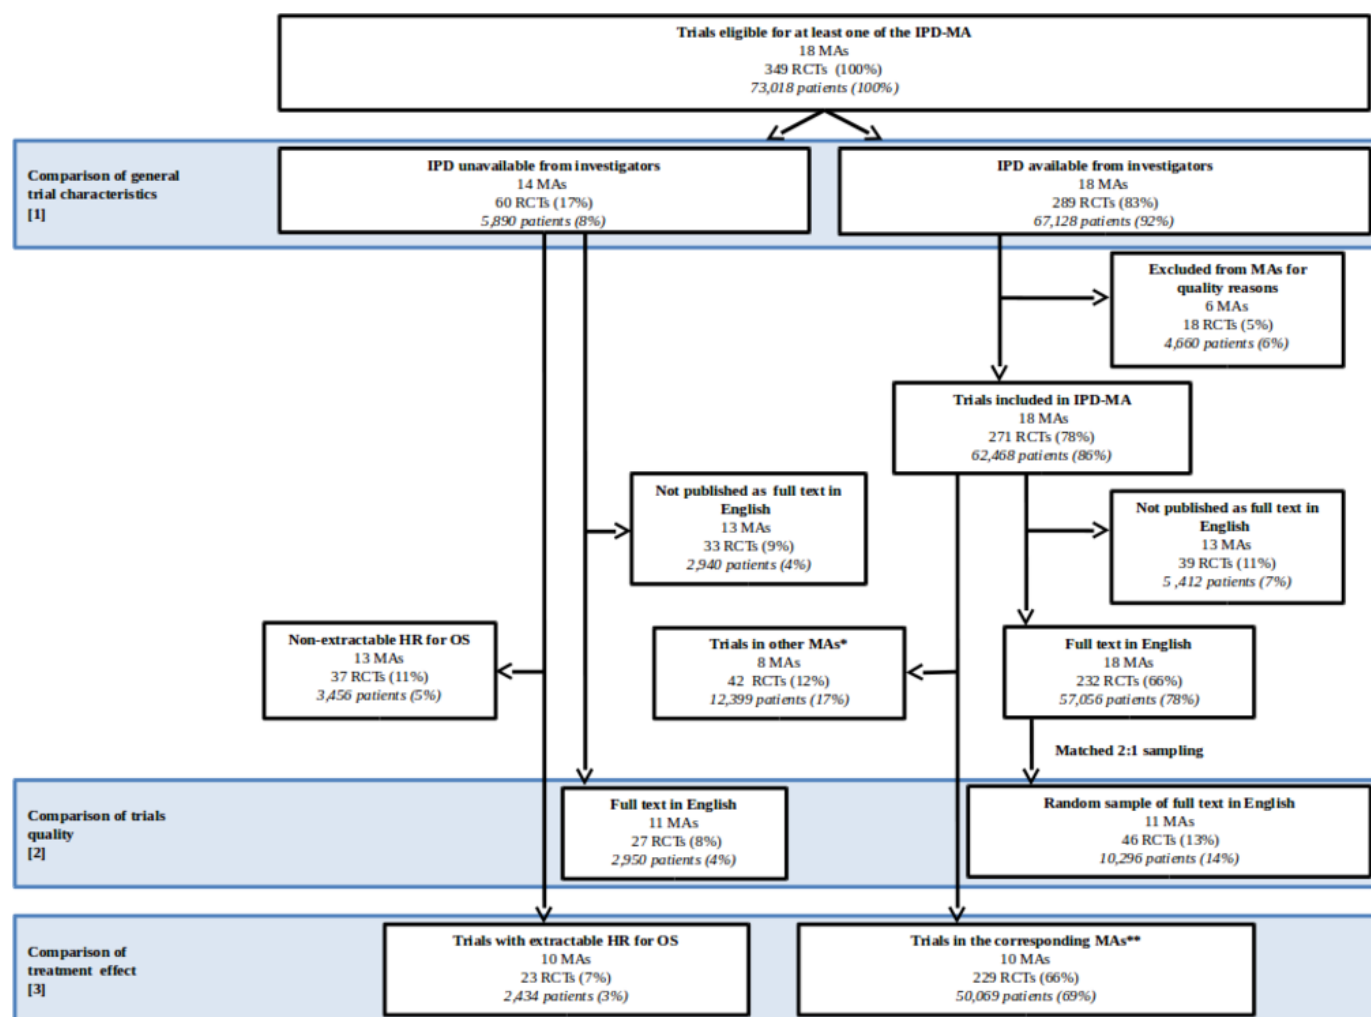 Trials eligible for at least one of the IPD-MA
18 MAs
349 RCTs (100%)
73,018 patients (100%)
Comparison of general
trial characteristics
[1]
IPD unavailable from investigators
14 MAs
60 RCTs (17%)
5,890 patients (8%)
IPD available from investigators
18 MAs
289 RCTs (83%)
67,128 patients (92%)
Excluded from MAs for
quality reasons
6 MAs
18 RCTs (5%)
4,660 patients (6%)
Trials included in IPD-MA
18 MAs
271 RCTs (78%)
62,468 patients (86%)
Not published as full text in
English
13 MAs
33 RCTs (9%)
2,940 patients (4%)
Not published as full text in
English
13 MAs
39 RCTs (11%)
5 ,412 patients (7%)
Non-extractable HR for OS
13 MAs
37 RCTs (11%)
3,456 patients (5%)
Trials in other MAs*
8 MAs
42 RCTs (12%)
12,399 patients (17%)
Full text in English
18 MAs
232 RCTs (66%)
57,056 patients (78%)
Matched 2:1 sampling
Comparison of trials
quality
[2]
Full text in English
11 MAs
27 RCTs (8%)
2,950 patients (4%)
Random sample of full text in English
11 MAs
46 RCTs (13%)
10,296 patients (14%)
Comparison of
treatment effect
[3]
Trials with extractable HR for OS
10 MAs
23 RCTs (7%)
2,434 patients (3%)
Trials in the corresponding MAs**
10 MAs
229 RCTs (66%)
50,069 patients (69%)